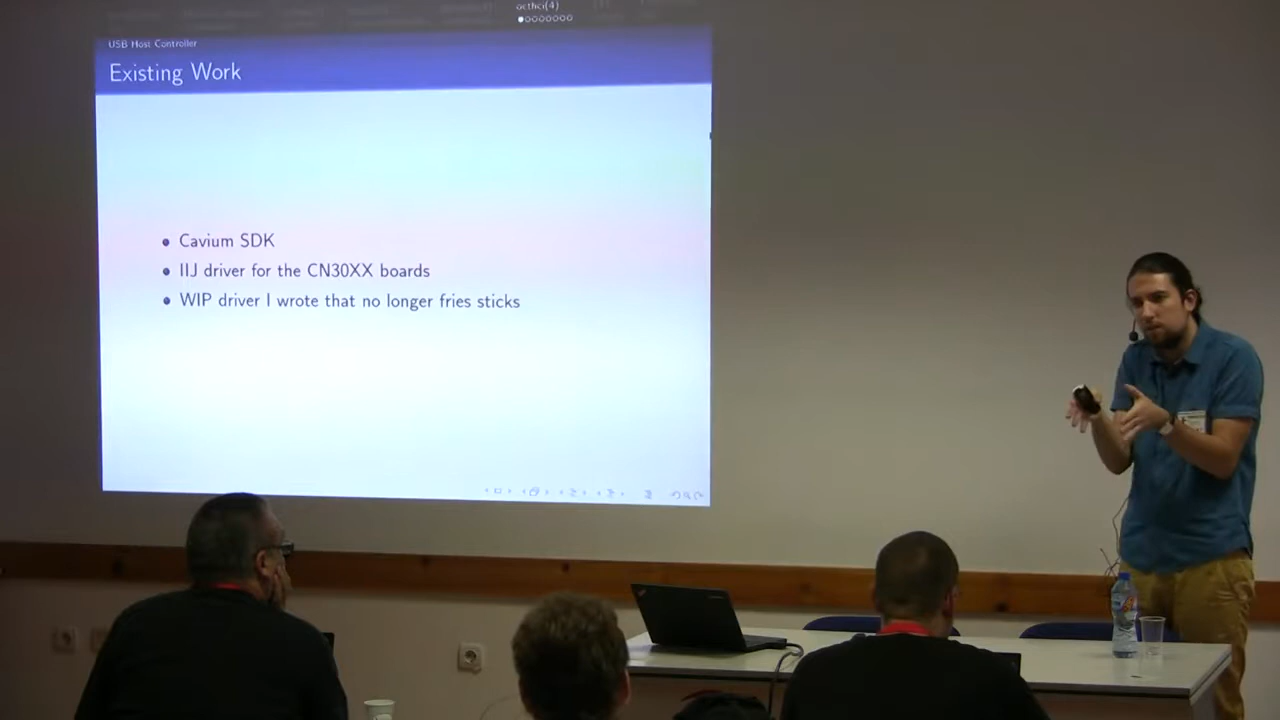 octhci(4)
USB Host Controller
Existing Work
Cavium SDK
IIJ driver for the CN30XX boards
WIP driver I wrote that no longer fries sticks